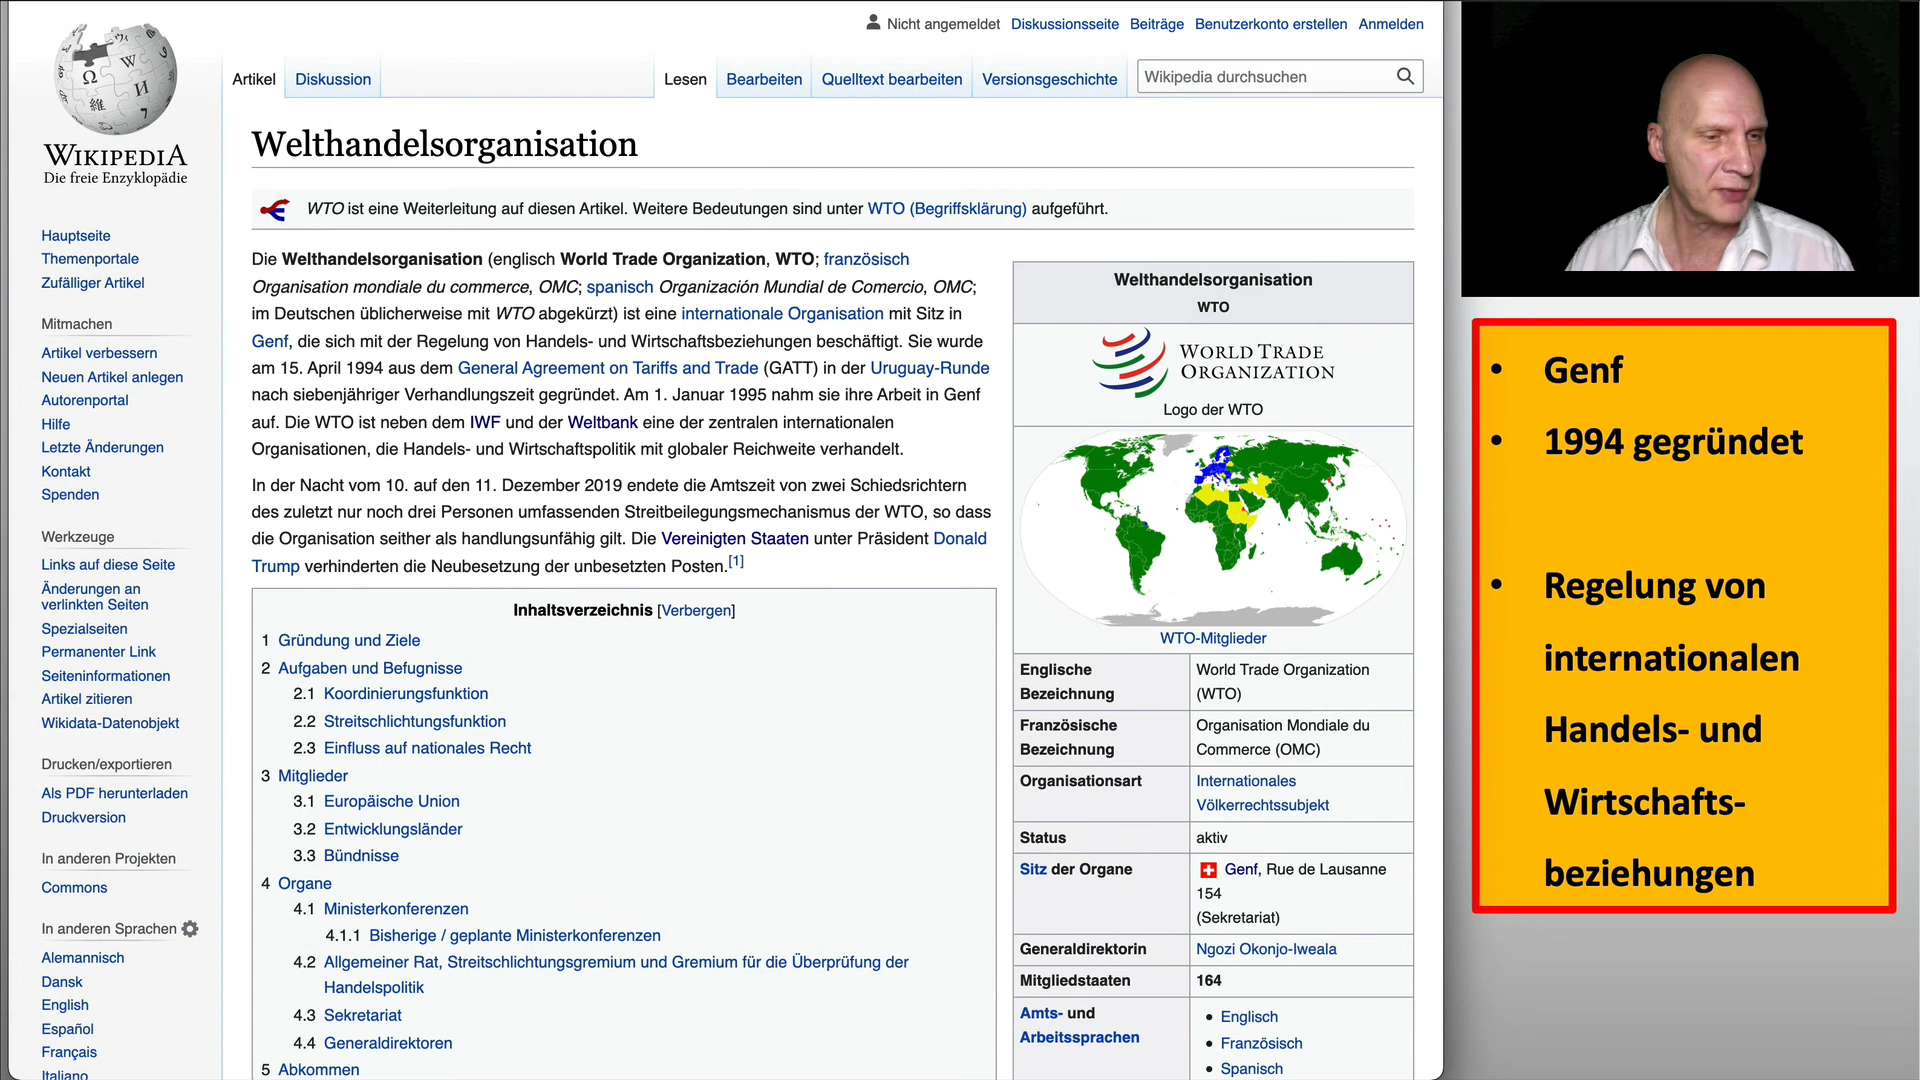 Nicht angemeldet Diskussionsseite Beiträge Benutzerkonto erstellen Anmelden
Artikel Diskussion Lesen Bearbeiten Quelltext bearbeiten Versionsgeschichte Wikipedia durchsuchen
WIKIPEDIA
Die freie Enzyklopädie
Hauptseite
Themenportale
Zufälliger Artikel
Mitmachen
Artikel verbessern
Neuen Artikel anlegen
Autorenportal
Hilfe
Letzte Änderungen
Kontakt
Spenden
Werkzeuge
Links auf diese Seite
Änderungen an
verlinkten Seiten
Spezialseiten
Permanenter Link
Seiteninformationen
Artikel zitieren
Wikidata-Datenobjekt
Drucken/exportieren
Als PDF herunterladen
Druckversion
In anderen Projekten
Commons
In anderen Sprachen
Alemannisch
Dansk
English
Español
Français
Italiano
Welthandelsorganisation
WTO ist eine Weiterleitung auf diesen Artikel. Weitere Bedeutungen sind unter WTO (Begriffsklärung) aufgeführt.
Die Welthandelsorganisation (englisch World Trade Organization, WTO; französisch
Organisation mondiale du commerce, OMC; spanisch Organización Mundial de Comercio, OMC;
im Deutschen üblicherweise mit WTO abgekürzt) ist eine internationale Organisation mit Sitz in
Genf, die sich mit der Regelung von Handels- und Wirtschaftsbeziehungen beschäftigt. Sie wurde
am 15. April 1994 aus dem General Agreement on Tariffs and Trade (GATT) in der Uruguay-Runde
nach siebenjähriger Verhandlungszeit gegründet. Am 1. Januar 1995 nahm sie ihre Arbeit in Genf
auf. Die WTO ist neben dem IWF und der Weltbank eine der zentralen internationalen
Organisationen, die Handels- und Wirtschaftspolitik mit globaler Reichweite verhandelt.
In der Nacht vom 10. auf den 11. Dezember 2019 endete die Amtszeit von zwei Schiedsrichtern
des zuletzt nur noch drei Personen umfassenden Streitbeilegungsmechanismus der WTO, so dass
die Organisation seither als handlungsunfähig gilt. Die Vereinigten Staaten unter Präsident Donald
Trump verhinderten die Neubesetzung der unbesetzten Posten.[1]
Inhaltsverzeichnis [Verbergen]
1 Gründung und Ziele
2 Aufgaben und Befugnisse
2.1 Koordinierungsfunktion
2.2 Streitschlichtungsfunktion
2.3 Einfluss auf nationales Recht
3 Mitglieder
3.1 Europäische Union
3.2 Entwicklungsländer
3.3 Bündnisse
4 Organe
4.1 Ministerkonferenzen
4.1.1 Bisherige / geplante Ministerkonferenzen
4.2 Allgemeiner Rat, Streitschlichtungsgremium und Gremium für die Überprüfung der
Handelspolitik
4.3 Sekretariat
4.4 Generaldirektoren
5 Abkommen
Welthandelsorganisation
WTO
WORLD TRADE
ORGANIZATION
Logo der WTO
WTO-Mitglieder
Englische Bezeichnung World Trade Organization (WTO)
Französische Bezeichnung Organisation Mondiale du Commerce (OMC)
Organisationsart Internationales Völkerrechtssubjekt
Status aktiv
Sitz der Organe Genf, Rue de Lausanne 154 (Sekretariat)
Generaldirektorin Ngozi Okonjo-Iweala
Mitgliedstaaten 164
Amts- und Arbeitssprachen
• Englisch
• Französisch
• Spanisch
• Genf
• 1994 gegründet
• Regelung von
internationalen
Handels- und
Wirtschafts-
beziehungen